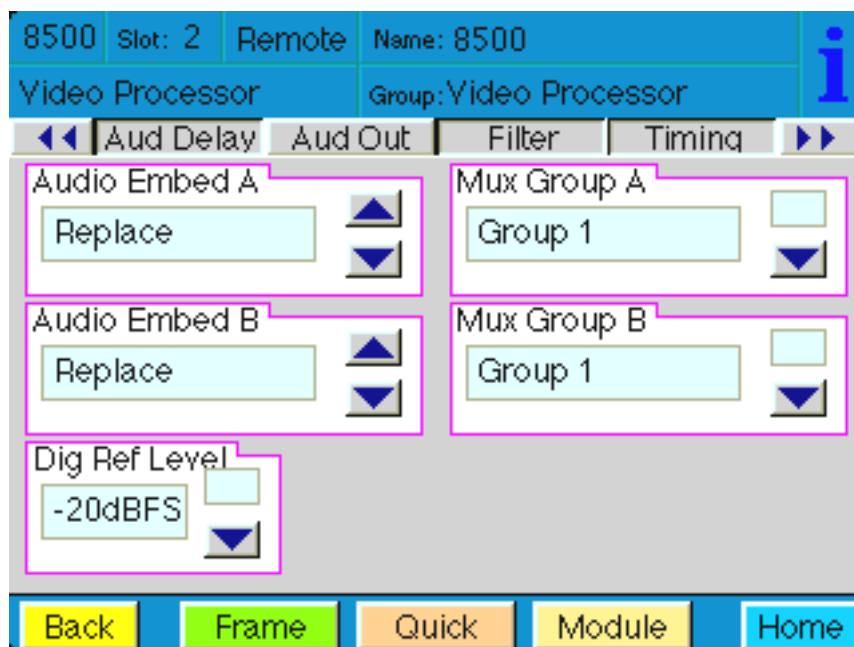 8500 Slot: 2 Remote Name: 8500
Video Processor Group: Video Processor
i
Aud Delay Aud Out Filter Timing
Audio Embed A Mux Group A
Replace Group 1
Audio Embed B Mux Group B
Replace Group 1
Dig Ref Level
-20dBFS
Back Frame Quick Module Home